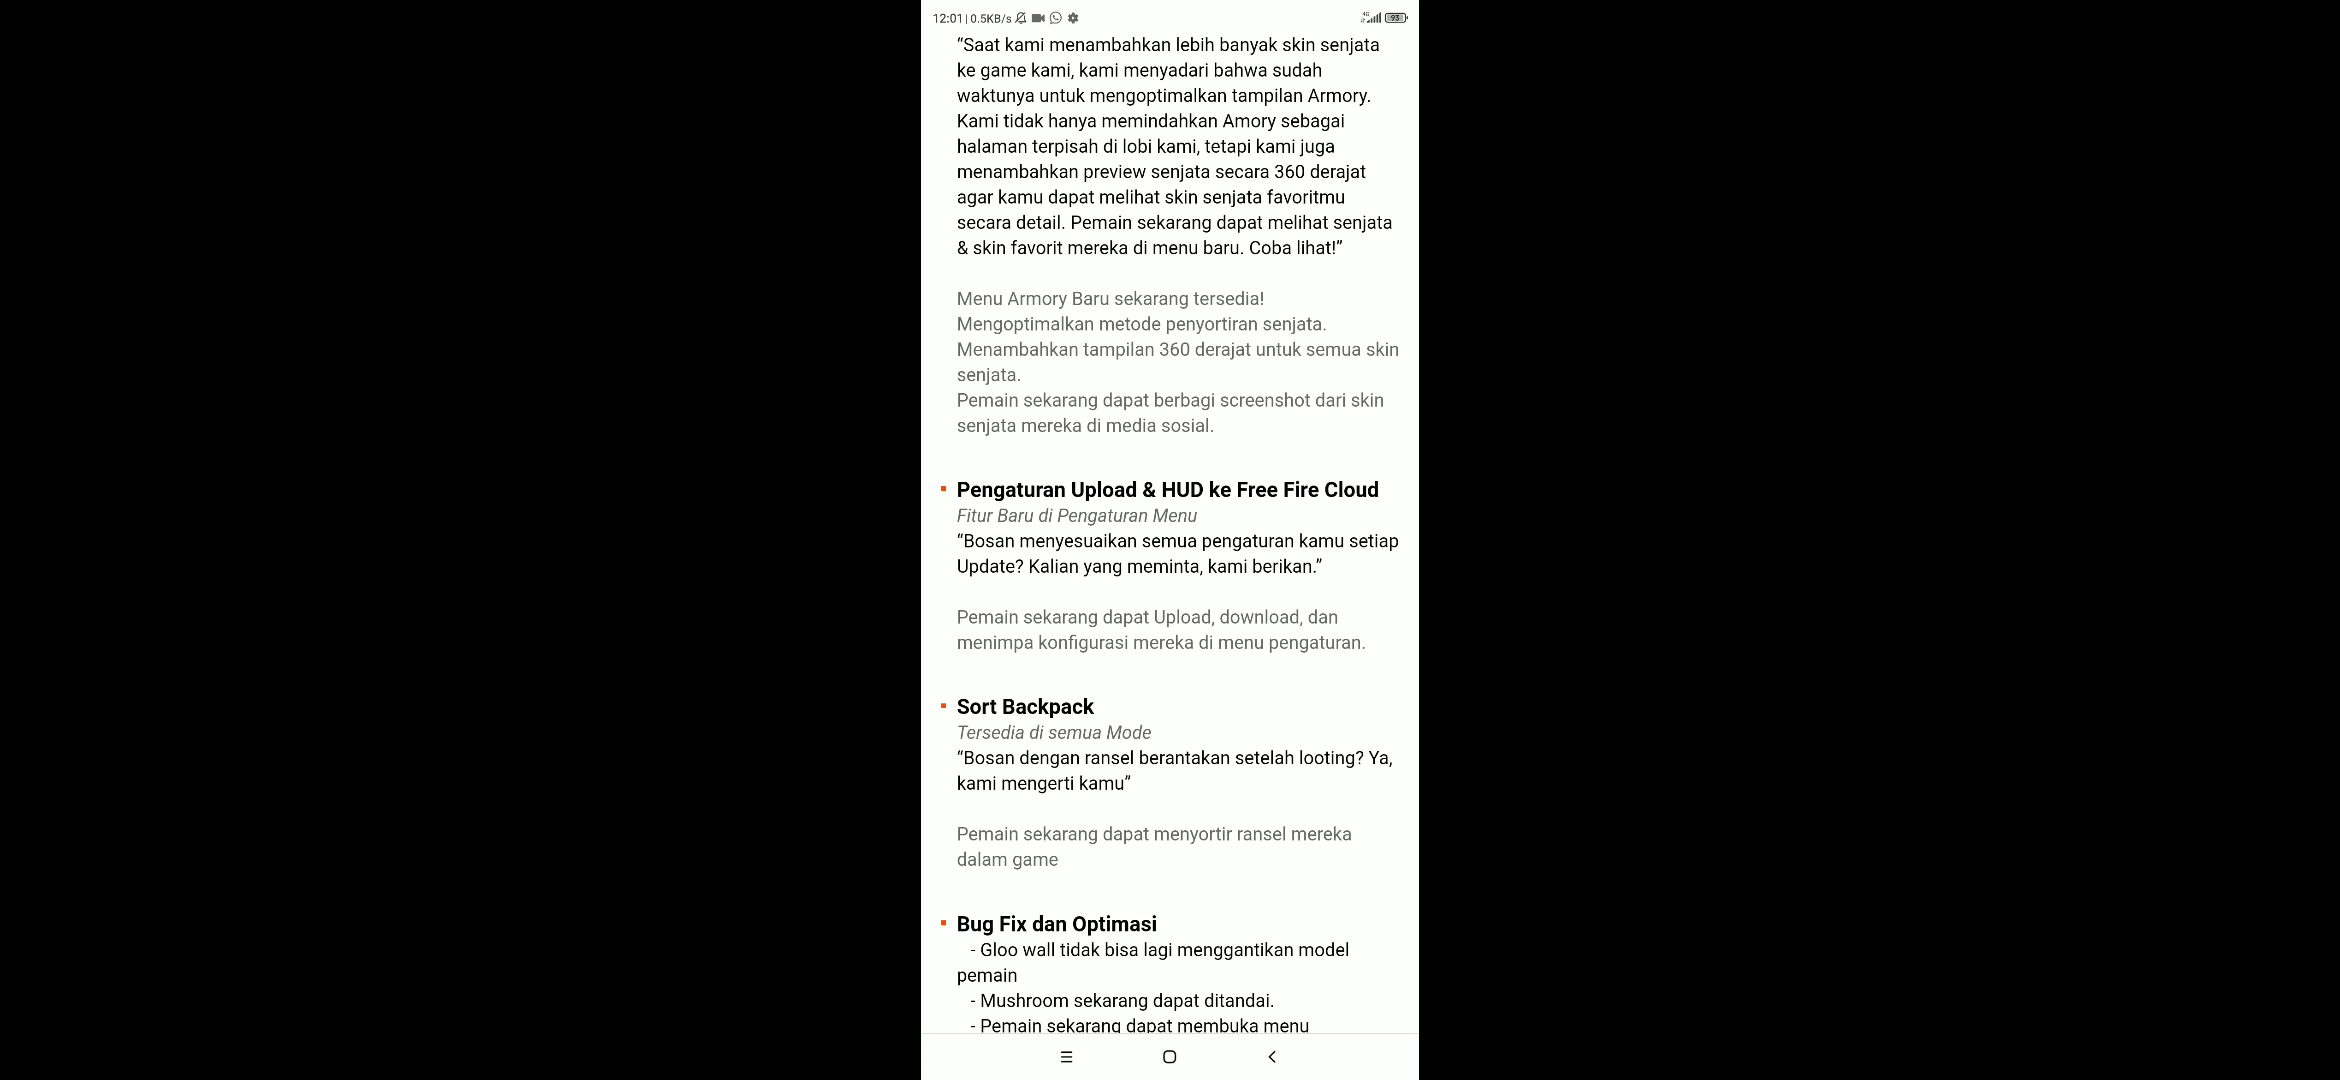 12:01 | 0.5KB/s
4G
93
“Saat kami menambahkan lebih banyak skin senjata
ke game kami, kami menyadari bahwa sudah
waktunya untuk mengoptimalkan tampilan Armory.
Kami tidak hanya memindahkan Amory sebagai
halaman terpisah di lobi kami, tetapi kami juga
menambahkan preview senjata secara 360 derajat
agar kamu dapat melihat skin senjata favoritmu
secara detail. Pemain sekarang dapat melihat senjata
& skin favorit mereka di menu baru. Coba lihat!”
Menu Armory Baru sekarang tersedia!
Mengoptimalkan metode penyortiran senjata.
Menambahkan tampilan 360 derajat untuk semua skin
senjata.
Pemain sekarang dapat berbagi screenshot dari skin
senjata mereka di media sosial.
Pengaturan Upload & HUD ke Free Fire Cloud
Fitur Baru di Pengaturan Menu
“Bosan menyesuaikan semua pengaturan kamu setiap
Update? Kalian yang meminta, kami berikan.”
Pemain sekarang dapat Upload, download, dan
menimpa konfigurasi mereka di menu pengaturan.
Sort Backpack
Tersedia di semua Mode
“Bosan dengan ransel berantakan setelah looting? Ya,
kami mengerti kamu”
Pemain sekarang dapat menyortir ransel mereka
dalam game
Bug Fix dan Optimasi
- Gloo wall tidak bisa lagi menggantikan model
pemain
- Mushroom sekarang dapat ditandai.
- Pemain sekarang dapat membuka menu